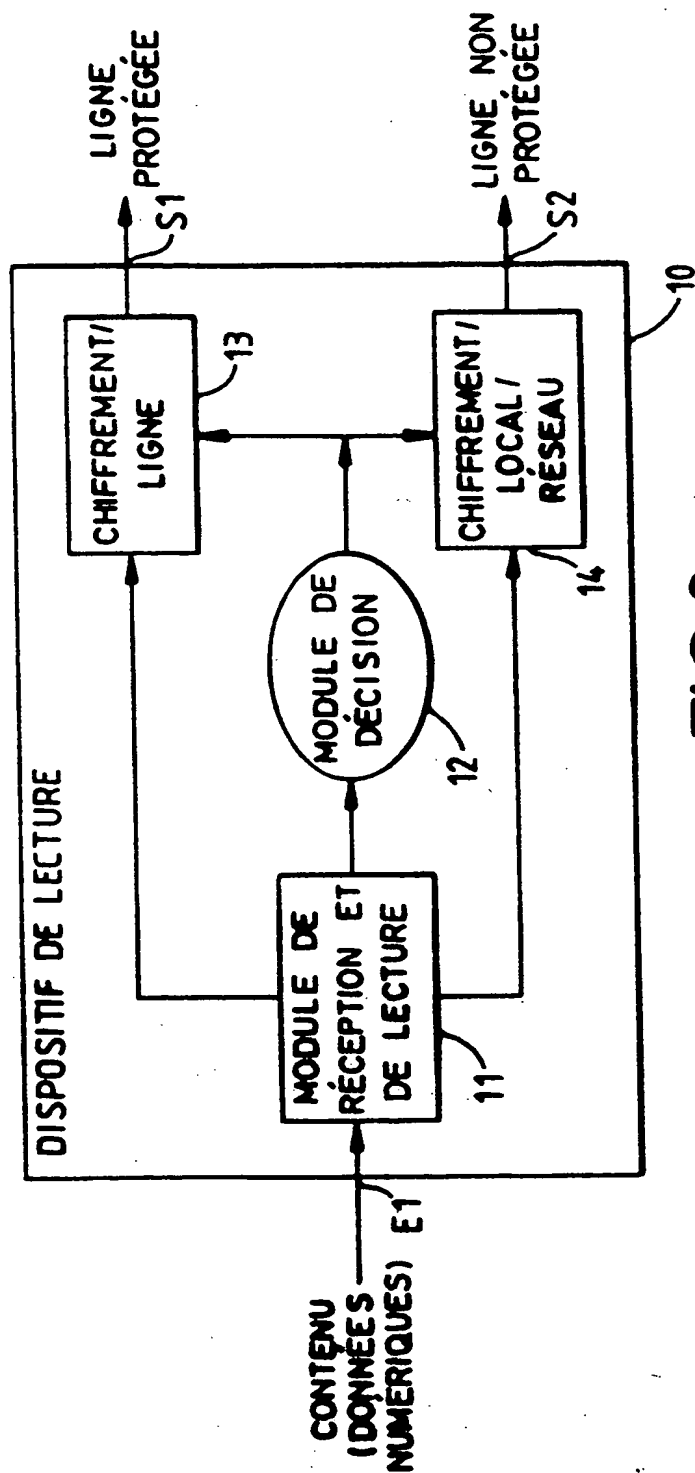 DISPOSITIF DE LECTURE
CONTENU
(DONNÉES
NUMÉRIQUES)
E1
MODULE DE
RÉCEPTION ET
DE LECTURE
11
MODULE DE
DÉCISION
12
CHIFFREMENT/
LIGNE
13
CHIFFREMENT/
LOCAL/
RÉSEAU
14
S1
LIGNE
PROTÉGÉE
S2
LIGNE NON
PROTÉGÉE
10